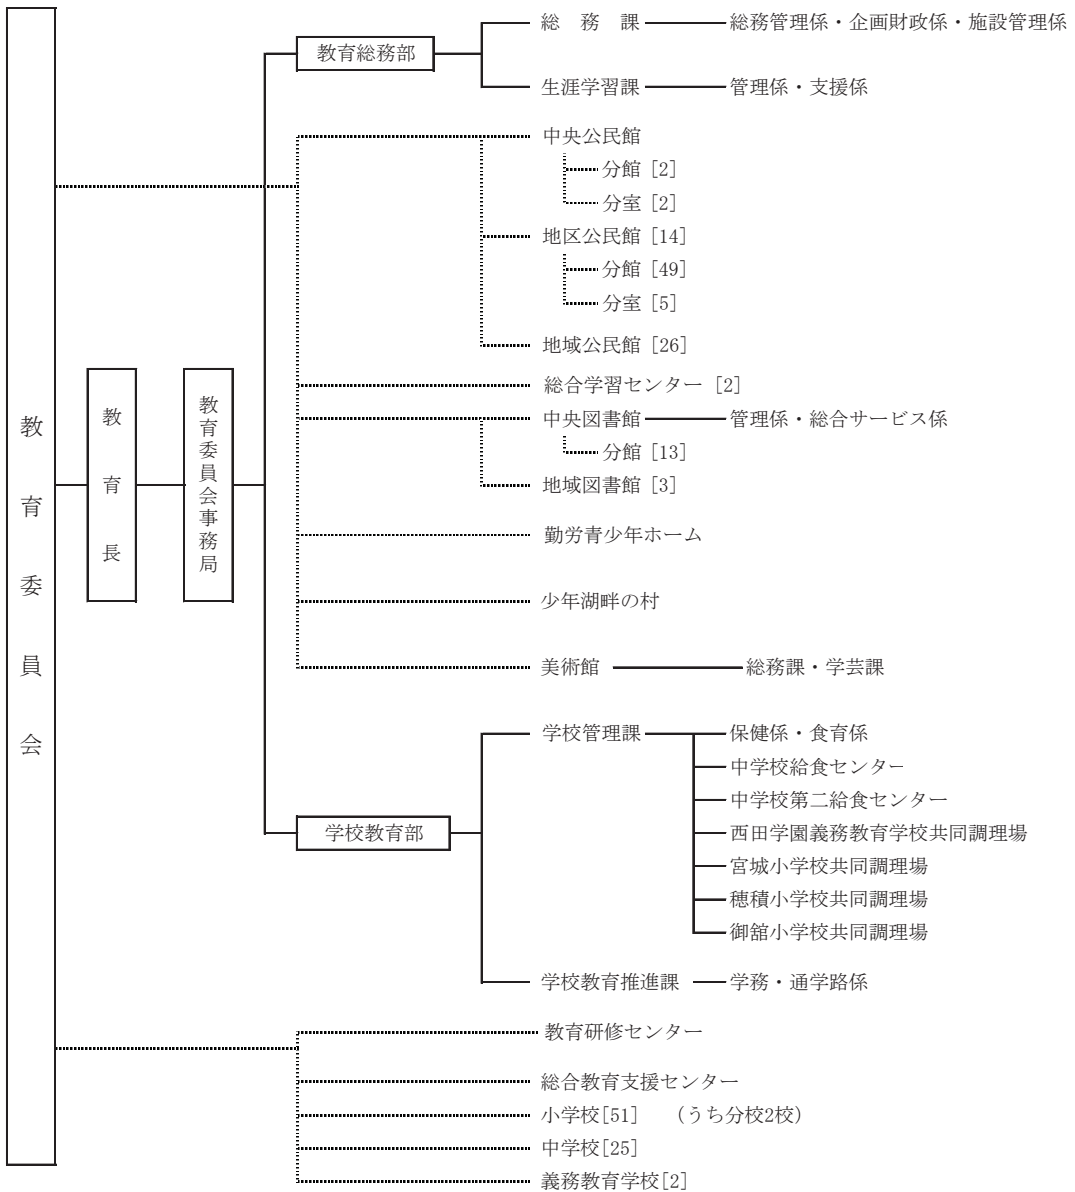 教育委員会
教育長
教育委員会事務局
教育総務部
総　務　課
総務管理係・企画財政係・施設管理係
生涯学習課
管理係・支援係
中央公民館
分館 [2]
分室 [2]
地区公民館 [14]
分館 [49]
分室 [5]
地域公民館 [26]
総合学習センター [2]
中央図書館
管理係・総合サービス係
分館 [13]
地域図書館 [3]
勤労青少年ホーム
少年湖畔の村
美術館
総務課・学芸課
学校教育部
学校管理課
保健係・食育係
中学校給食センター
中学校第二給食センター
西田学園義務教育学校共同調理場
宮城小学校共同調理場
穂積小学校共同調理場
御舘小学校共同調理場
学校教育推進課
学務・通学路係
教育研修センター
総合教育支援センター
小学校[51]　（うち分校2校）
中学校[25]
義務教育学校[2]